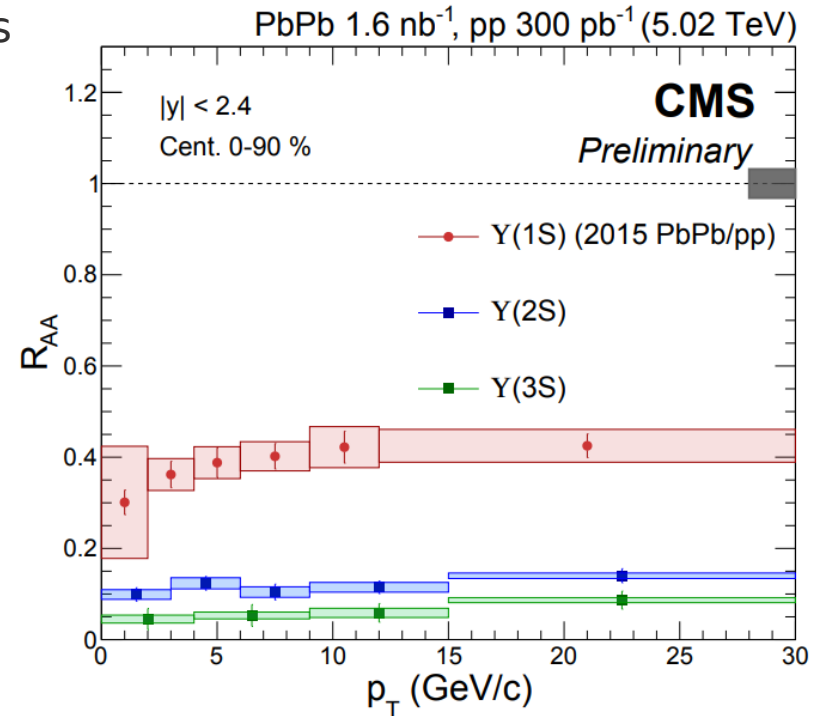 s
PbPb 1.6 nb⁻¹, pp 300 pb⁻¹ (5.02 TeV)
|y| < 2.4
CMS
Cent. 0-90 %
Preliminary
ϒ(1S) (2015 PbPb/pp)
ϒ(2S)
ϒ(3S)
R_AA
1.2
1
0.8
0.6
0.4
0.2
0
0 5 10 15 20 25 30
p_T (GeV/c)